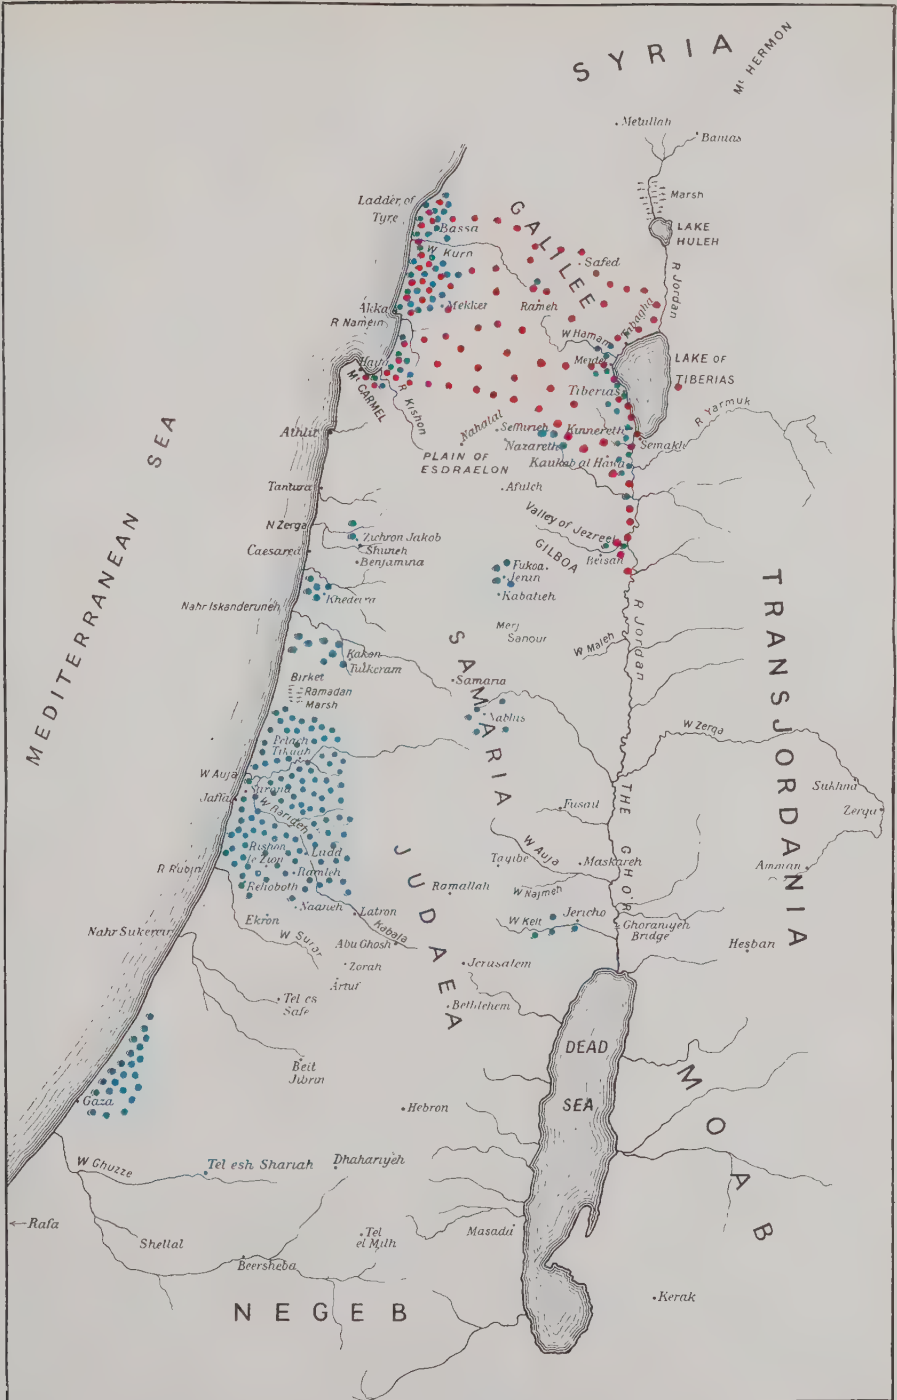 SYRIA
Mt HERMON
Metullah
Banias
Marsh
LAKE
HULEH
Ladder of
Tyre
Bassa
W Kurn
GALILEE
Safed
R Jordan
Akka
R Namein
Mekker
Rameh
Tabagha
W Hamam
LAKE OF
TIBERIAS
Haifa
Mt CARMEL
R Kishon
Tiberias
R Yarmuk
Athlit
Nahalal
Seffurieh
Kinnereth
Nazareth
Semakh
PLAIN OF
ESDRAELON
Kaukab al Hawa
Tantura
Afuleh
MEDITERRANEAN SEA
N Zerga
Zichron Jakob
Shuneh
Benjamina
Caesarea
Valley of Jezreel
GILBOA
Beisan
Fukoa
Jenin
Kabatieh
Khedeira
Nahr Iskanderuneh
Merj
Sanour
W Maleh
R Jordan
TRANSJORDANIA
Kakon
Tulkeram
SAMARIA
Samaria
Birket
Ramadan
Marsh
Nablus
W Zerqa
Petach
Tikvah
W Auja
Sarona
Jaffa
W Barideh
Fusail
THE GHOR
Sukhna
Zerqa
Rishon
le Zion
Ludd
Ramleh
R Rubin
JUDAEA
W Auja
Tayibe
Maskareh
Amman
Rehoboth
Ramallah
W Najmeh
Naaneh
Ekron
Latron
W Kelt
Jericho
Ghoraniyeh
Bridge
Nahr Sukereir
W Surar
Kabala
Abu Ghosh
Hesban
Zorah
Jerusalem
Artuf
Tel es
Safe
Bethlehem
DEAD
SEA
MOAB
Beit
Jibrin
Gaza
Hebron
W Ghuzze
Tel esh Shariah
Dhahariyeh
←Rafa
Shellal
Tel
el Milh
Masada
Beersheba
NEGEB
Kerak